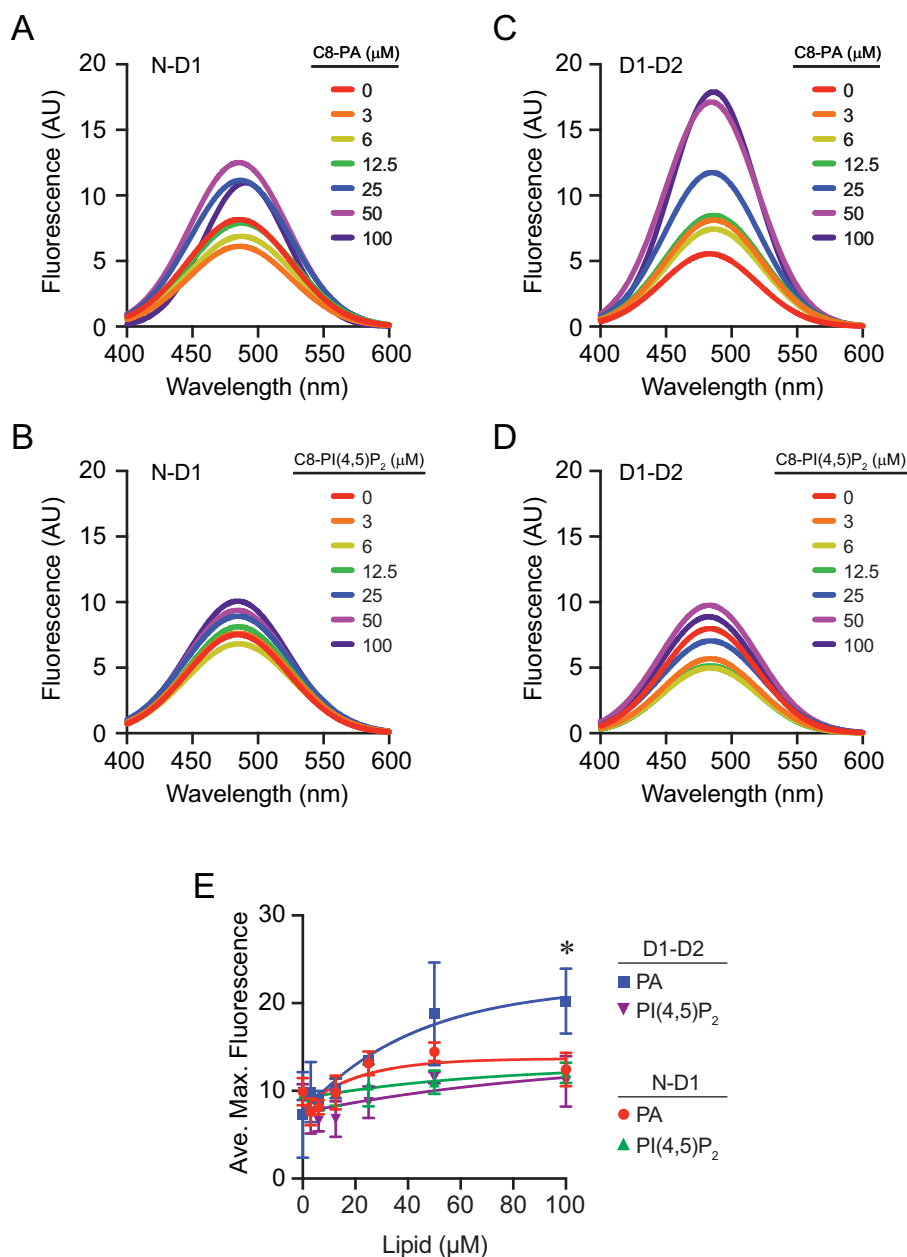 A
N-D1
C8-PA (μM)
0
3
6
12.5
25
50
100
Fluorescence (AU)
20
15
10
5
0
400 450 500 550 600
Wavelength (nm)
C
D1-D2
C8-PA (μM)
0
3
6
12.5
25
50
100
Fluorescence (AU)
20
15
10
5
0
400 450 500 550 600
Wavelength (nm)
B
N-D1
C8-PI(4,5)P₂ (μM)
0
3
6
12.5
25
50
100
Fluorescence (AU)
20
15
10
5
0
400 450 500 550 600
Wavelength (nm)
D
D1-D2
C8-PI(4,5)P₂ (μM)
0
3
6
12.5
25
50
100
Fluorescence (AU)
20
15
10
5
0
400 450 500 550 600
Wavelength (nm)
E
Ave. Max. Fluorescence
30
20
10
0
*
0 20 40 60 80 100
Lipid (μM)
D1-D2
PA
PI(4,5)P₂
N-D1
PA
PI(4,5)P₂